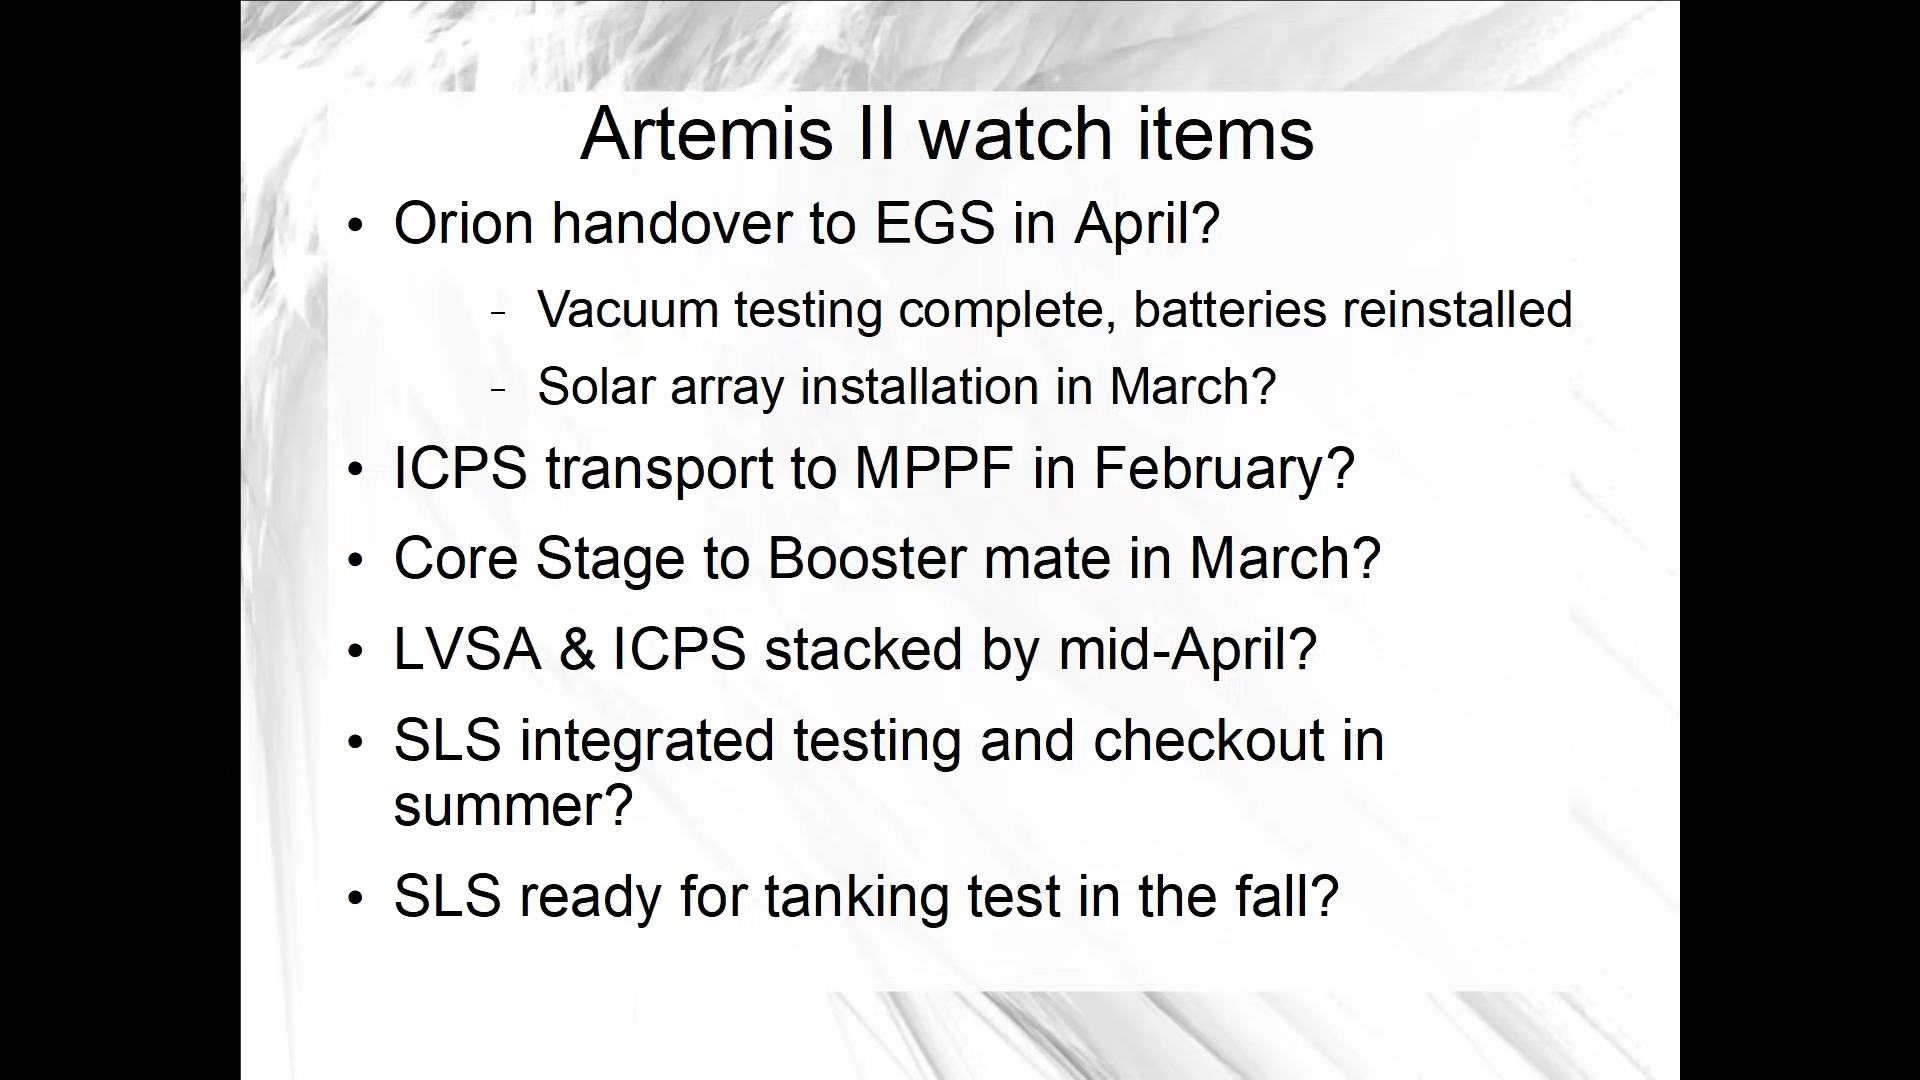 Artemis II watch items
• Orion handover to EGS in April?
– Vacuum testing complete, batteries reinstalled
– Solar array installation in March?
• ICPS transport to MPPF in February?
• Core Stage to Booster mate in March?
• LVSA & ICPS stacked by mid-April?
• SLS integrated testing and checkout in
summer?
• SLS ready for tanking test in the fall?